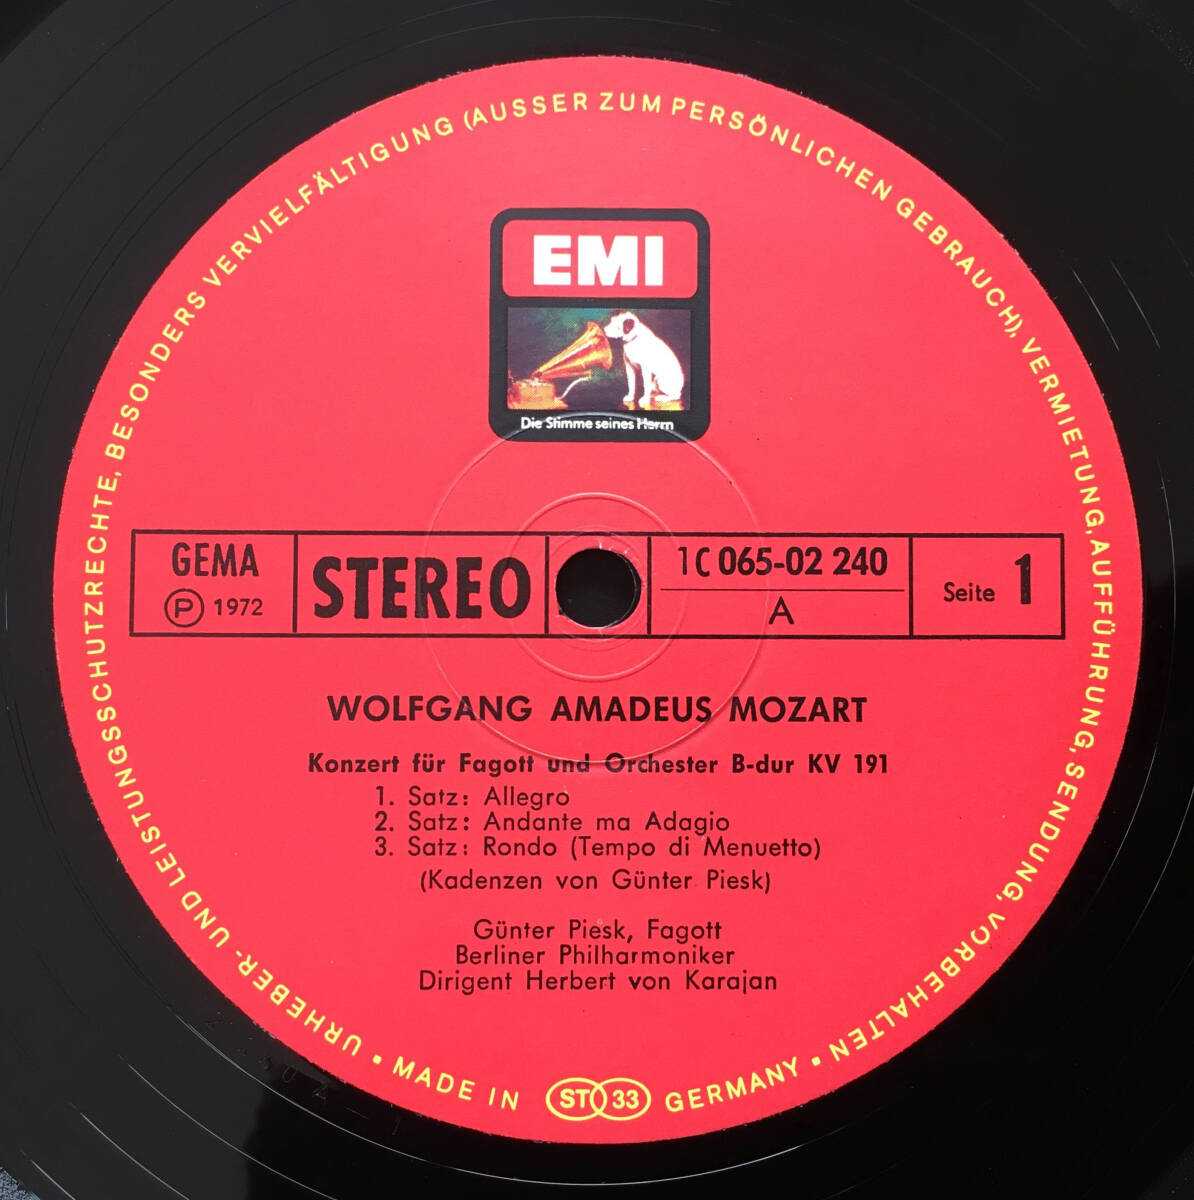 URHEBER- UND LEISTUNGSSCHUTZRECHTE, BESONDERS VERVIELFÄLTIGUNG (AUSSER ZUM PERSÖNLICHEN GEBRAUCH), VERMIETUNG, AUFFÜHRUNG, SENDUNG, VORBEHALTEN •
EMI
Die Stimme seines Herrn
GEMA
Ⓟ 1972
STEREO
1C 065-02 240
A
Seite 1
WOLFGANG AMADEUS MOZART
Konzert für Fagott und Orchester B-dur KV 191
1. Satz: Allegro
2. Satz: Andante ma Adagio
3. Satz: Rondo (Tempo di Menuetto)
(Kadenzen von Günter Piesk)
Günter Piesk, Fagott
Berliner Philharmoniker
Dirigent Herbert von Karajan
• MADE IN ST 33 GERMANY